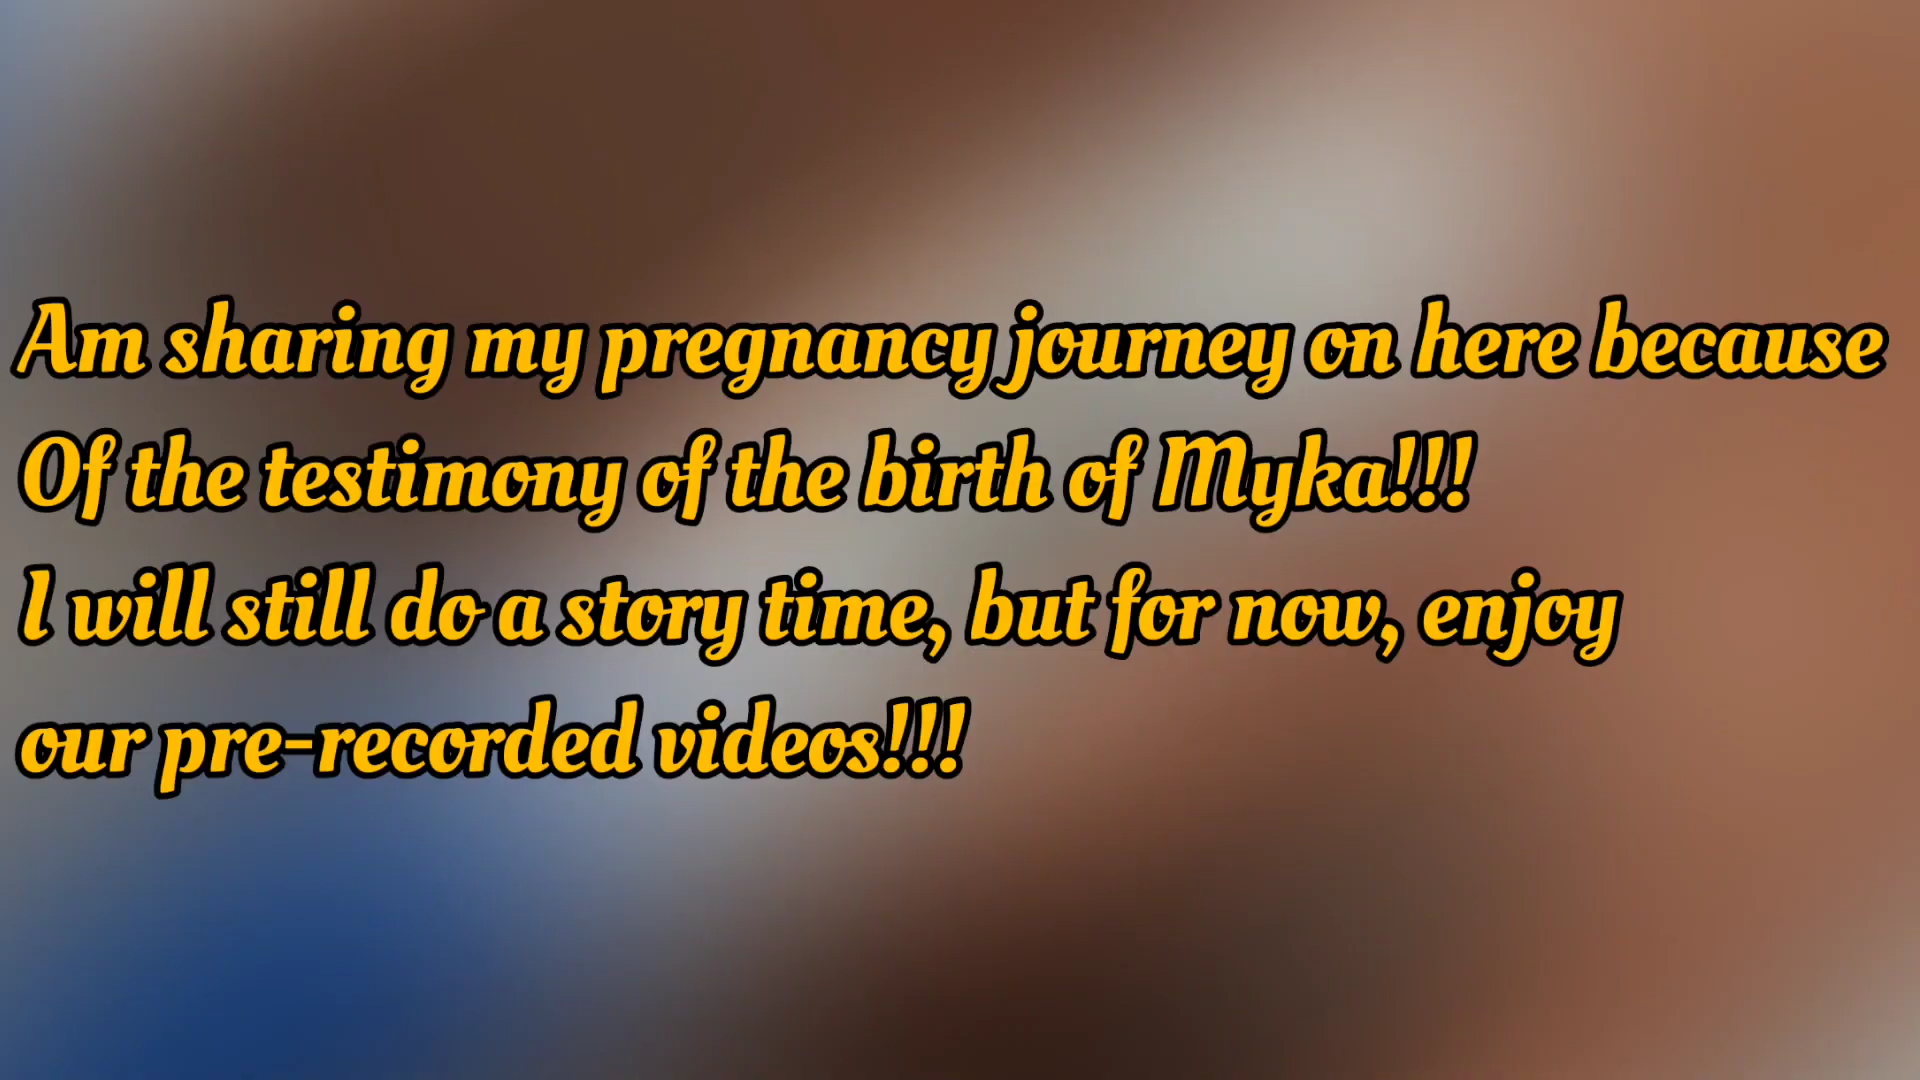 Am sharing my pregnancy journey on here because
Of the testimony of the birth of Myka!!!
I will still do a story time, but for now, enjoy
our pre-recorded videos!!!